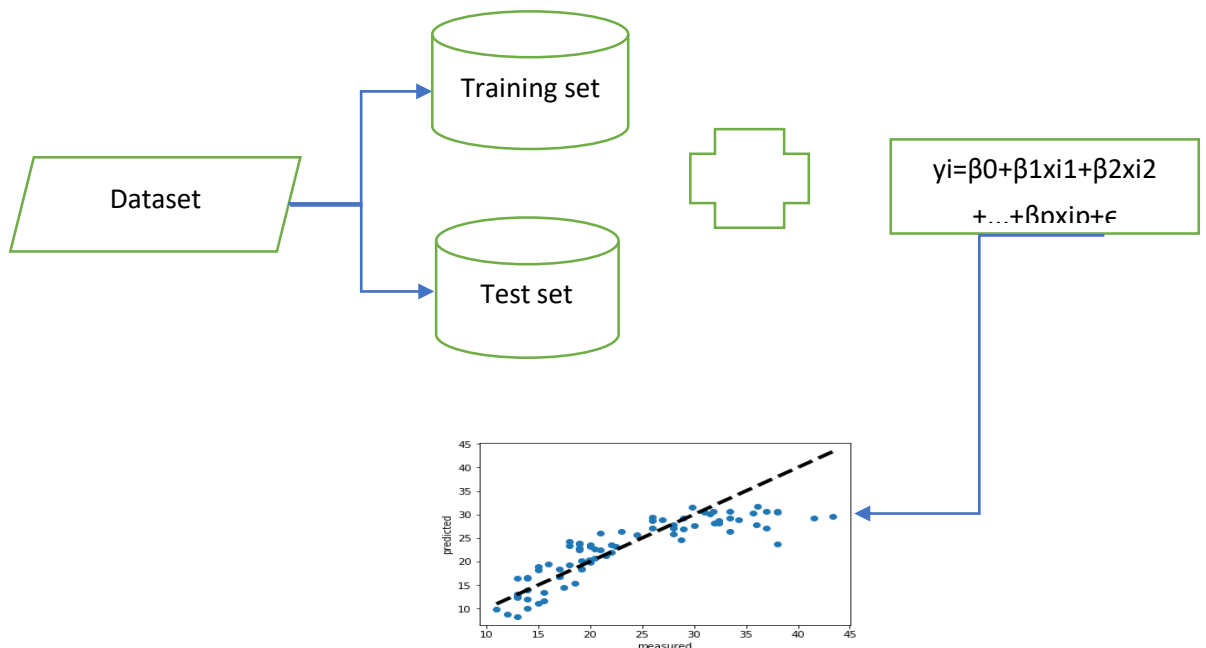 Training set
Dataset
Test set
yi=β0+β1xi1+β2xi2
+...+βpxip+ϵ
45
40
35
30
25
20
15
10
predicted
10 15 20 25 30 35 40 45
measured